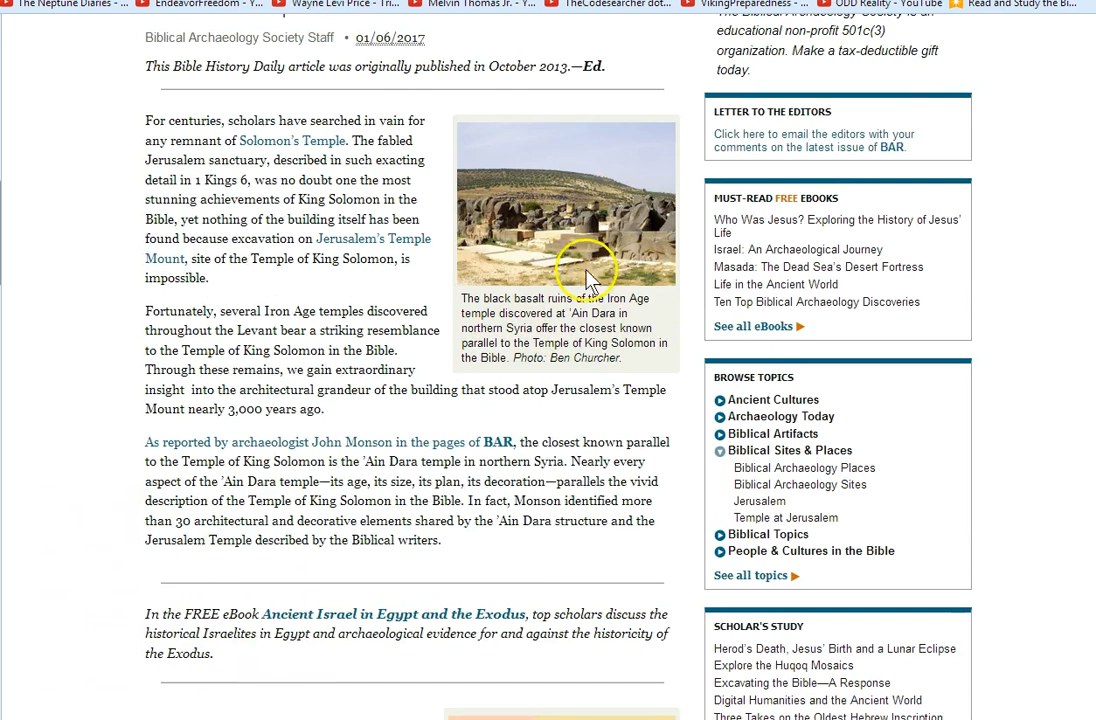 The Neptune Diaries - ...
EndeavorFreedom – Y...
Wayne Levi Price - Tri...
Melvin Thomas Jr. - Y...
TheCodesearcher dot...
VikingPreparedness - ...
ODD Reality - YouTube
Read and Study the Bi...
Biblical Archaeology Society Staff • 01/06/2017
This Bible History Daily article was originally published in October 2013.—Ed.
For centuries, scholars have searched in vain for
any remnant of Solomon's Temple. The fabled
Jerusalem sanctuary, described in such exacting
detail in 1 Kings 6, was no doubt one the most
stunning achievements of King Solomon in the
Bible, yet nothing of the building itself has been
found because excavation on Jerusalem's Temple
Mount, site of the Temple of King Solomon, is
impossible.
The black basalt ruins of the Iron Age
temple discovered at 'Ain Dara in
northern Syria offer the closest known
parallel to the Temple of King Solomon in
the Bible. Photo: Ben Churcher.
Fortunately, several Iron Age temples discovered
throughout the Levant bear a striking resemblance
to the Temple of King Solomon in the Bible.
Through these remains, we gain extraordinary
insight into the architectural grandeur of the building that stood atop Jerusalem's Temple
Mount nearly 3,000 years ago.
As reported by archaeologist John Monson in the pages of BAR, the closest known parallel
to the Temple of King Solomon is the 'Ain Dara temple in northern Syria. Nearly every
aspect of the 'Ain Dara temple—its age, its size, its plan, its decoration—parallels the vivid
description of the Temple of King Solomon in the Bible. In fact, Monson identified more
than 30 architectural and decorative elements shared by the 'Ain Dara structure and the
Jerusalem Temple described by the Biblical writers.
In the FREE eBook Ancient Israel in Egypt and the Exodus, top scholars discuss the
historical Israelites in Egypt and archaeological evidence for and against the historicity of
the Exodus.
The Biblical Archaeology Society is an
educational non-profit 501c(3)
organization. Make a tax-deductible gift
today.
LETTER TO THE EDITORS
Click here to email the editors with your
comments on the latest issue of BAR.
MUST-READ FREE EBOOKS
Who Was Jesus? Exploring the History of Jesus'
Life
Israel: An Archaeological Journey
Masada: The Dead Sea's Desert Fortress
Life in the Ancient World
Ten Top Biblical Archaeology Discoveries
See all eBooks
BROWSE TOPICS
Ancient Cultures
Archaeology Today
Biblical Artifacts
Biblical Sites & Places
Biblical Archaeology Places
Biblical Archaeology Sites
Jerusalem
Temple at Jerusalem
Biblical Topics
People & Cultures in the Bible
See all topics
SCHOLAR'S STUDY
Herod's Death, Jesus' Birth and a Lunar Eclipse
Explore the Huqoq Mosaics
Excavating the Bible—A Response
Digital Humanities and the Ancient World
Three Takes on the Oldest Hebrew Inscription